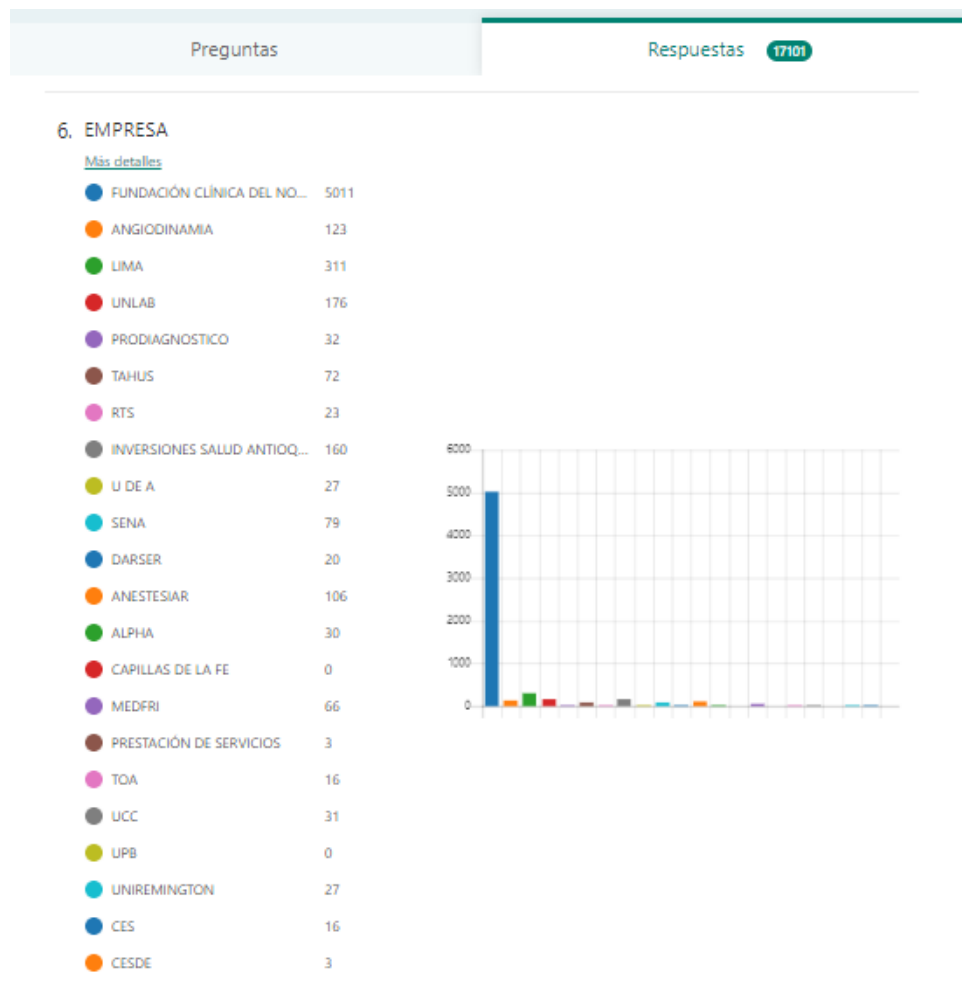 Preguntas
Respuestas 17101
6. EMPRESA
Más detalles
FUNDACIÓN CLÍNICA DEL NO... 5011
ANGIODINAMIA 123
LIMA 311
UNLAB 176
PRODIAGNOSTICO 32
TAHUS 72
RTS 23
INVERSIONES SALUD ANTIOQ... 160
U DE A 27
SENA 79
DARSER 20
ANESTESIAR 106
ALPHA 30
CAPILLAS DE LA FE 0
MEDFRI 66
PRESTACIÓN DE SERVICIOS 3
TOA 16
UCC 31
UPB 0
UNIREMINGTON 27
CES 16
CESDE 3
6000
5000
4000
3000
2000
1000
0